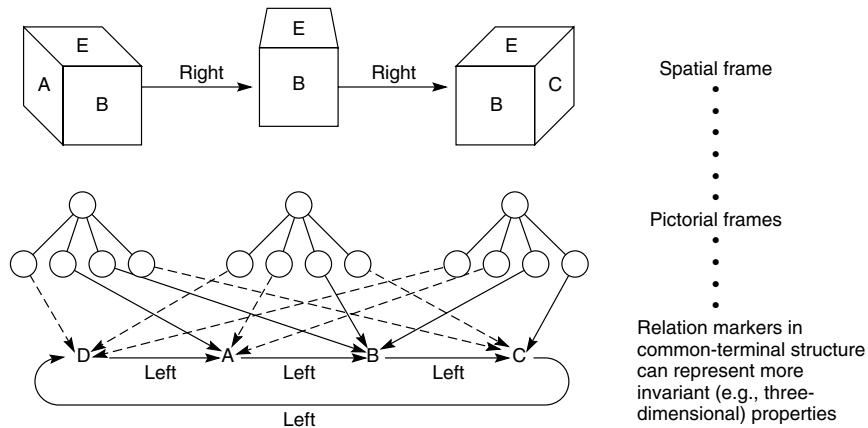 E
A
B
Right
E
B
Right
E
B
C
Spatial frame
Pictorial frames
D
A
B
C
Left
Left
Left
Left
Relation markers in
common-terminal structure
can represent more
invariant (e.g., three-
dimensional) properties